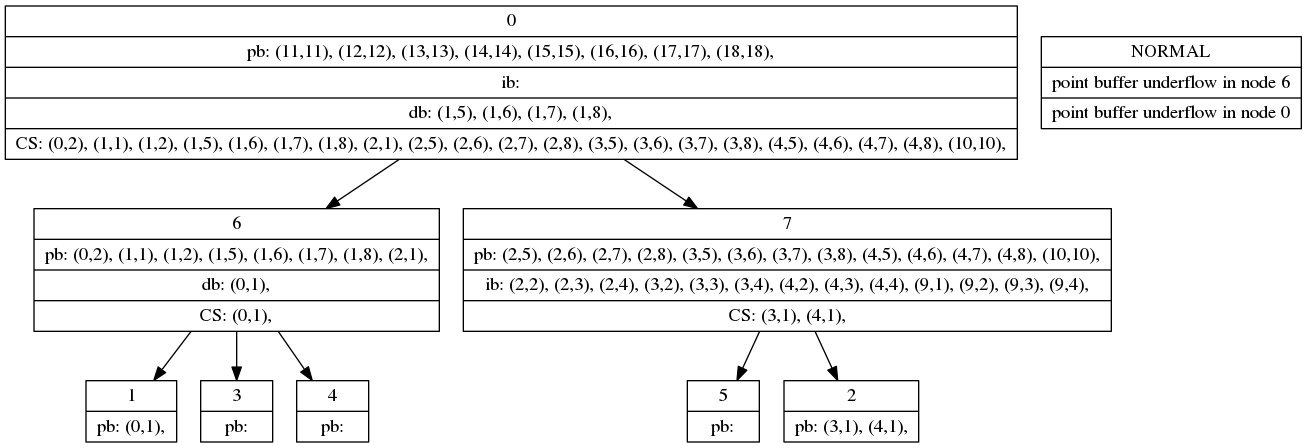 0
pb: (11,11), (12,12), (13,13), (14,14), (15,15), (16,16), (17,17), (18,18),
ib:
db: (1,5), (1,6), (1,7), (1,8),
CS: (0,2), (1,1), (1,2), (1,5), (1,6), (1,7), (1,8), (2,1), (2,5), (2,6), (2,7), (2,8), (3,5), (3,6), (3,7), (3,8), (4,5), (4,6), (4,7), (4,8), (10,10),
NORMAL
point buffer underflow in node 6
point buffer underflow in node 0
6
pb: (0,2), (1,1), (1,2), (1,5), (1,6), (1,7), (1,8), (2,1),
db: (0,1),
CS: (0,1),
7
pb: (2,5), (2,6), (2,7), (2,8), (3,5), (3,6), (3,7), (3,8), (4,5), (4,6), (4,7), (4,8), (10,10),
ib: (2,2), (2,3), (2,4), (3,2), (3,3), (3,4), (4,2), (4,3), (4,4), (9,1), (9,2), (9,3), (9,4),
CS: (3,1), (4,1),
1
pb: (0,1),
3
pb:
4
pb:
5
pb:
2
pb: (3,1), (4,1),